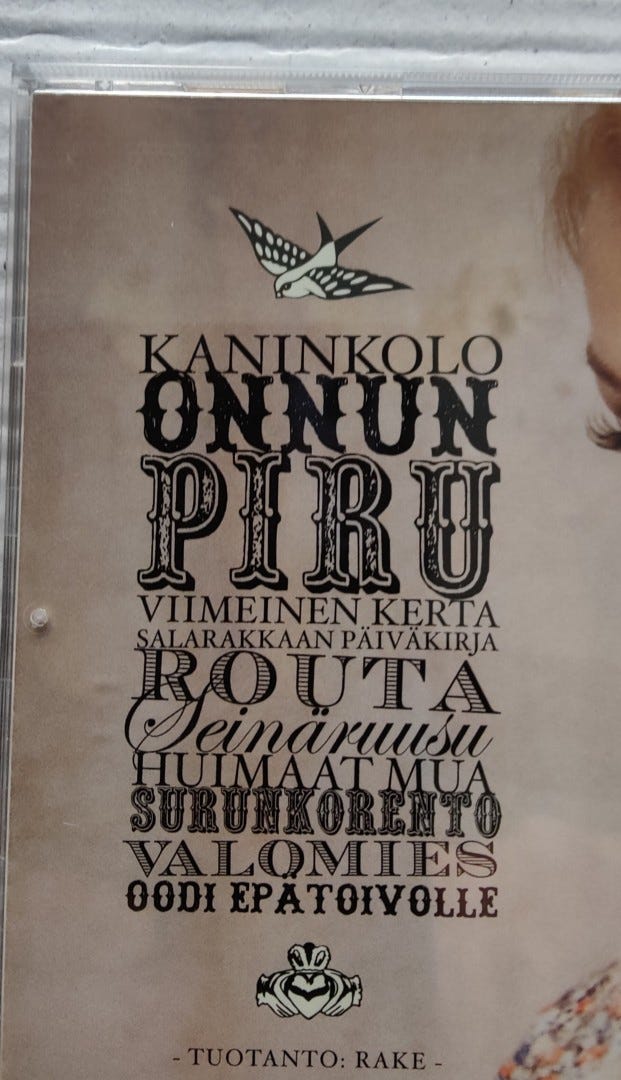 KANINKOLO
ONNUN
PIRU
VIIMEINEN KERTA
SALARAKKAAN PÄIVÄKIRJA
ROUTA
Seinäruusu
HUIMAAT MUA
SURUNKORENTO
VALOMIES
OODI EPÄTOIVOLLE
- TUOTANTO: RAKE -